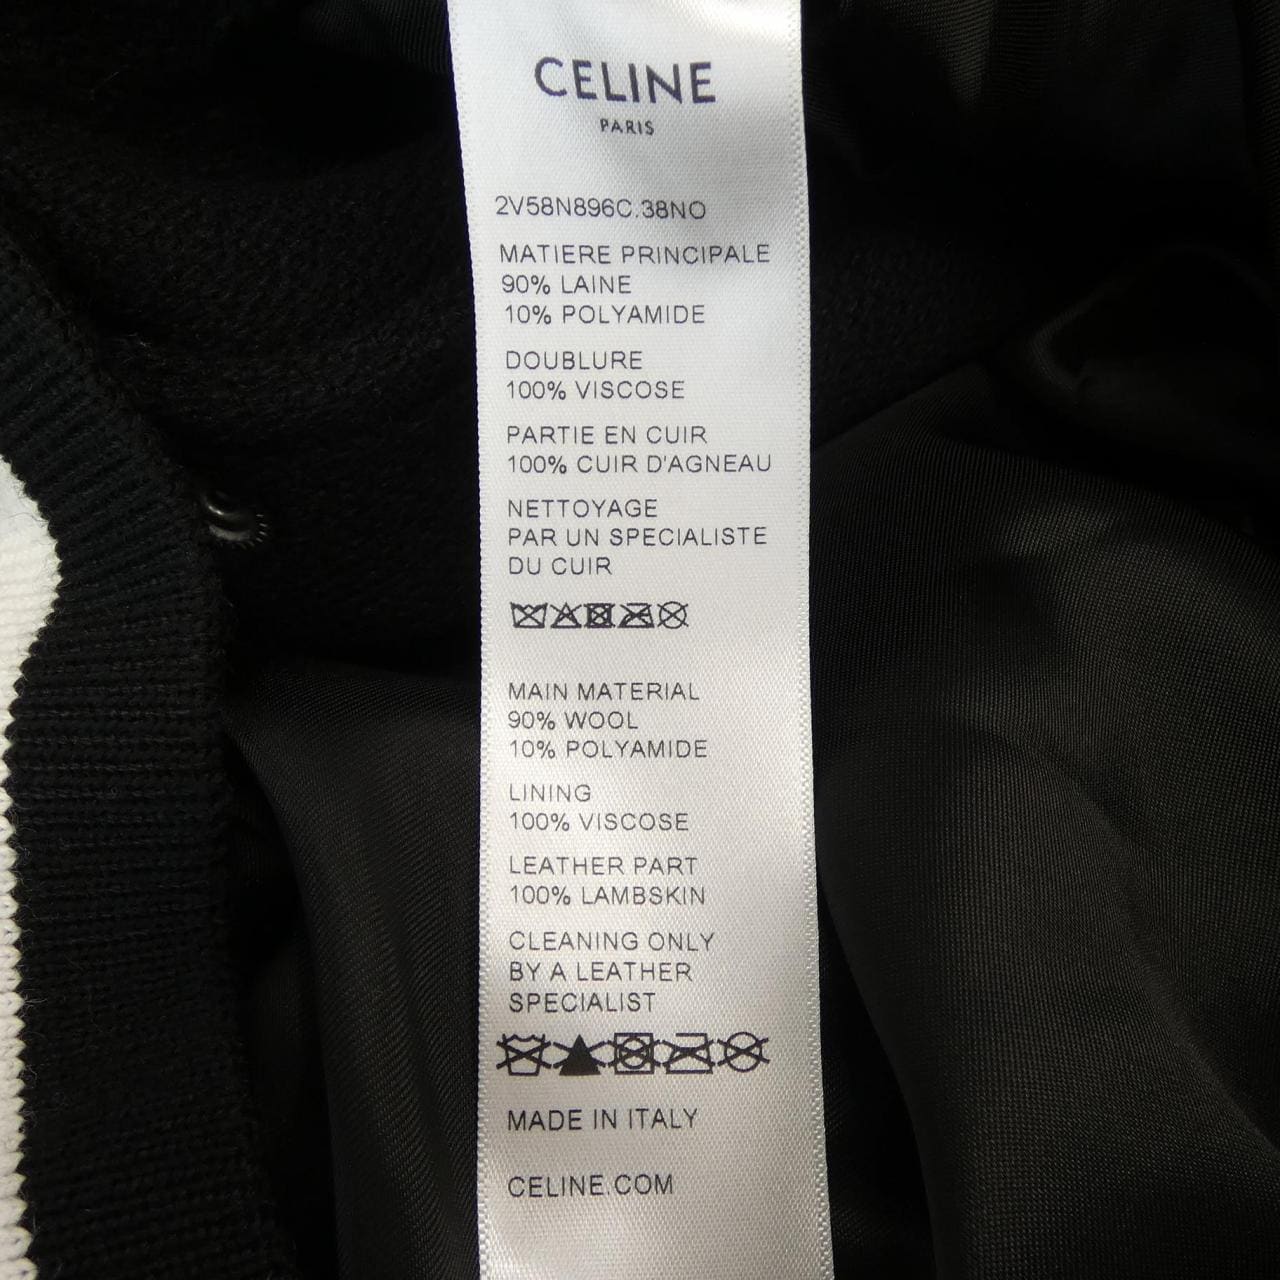 CELINE
PARIS
2V58N896C.38NO
MATIERE PRINCIPALE
90% LAINE
10% POLYAMIDE
DOUBLURE
100% VISCOSE
PARTIE EN CUIR
100% CUIR D'AGNEAU
NETTOYAGE
PAR UN SPECIALISTE
DU CUIR
MAIN MATERIAL
90% WOOL
10% POLYAMIDE
LINING
100% VISCOSE
LEATHER PART
100% LAMBSKIN
CLEANING ONLY
BY A LEATHER
SPECIALIST
MADE IN ITALY
CELINE.COM